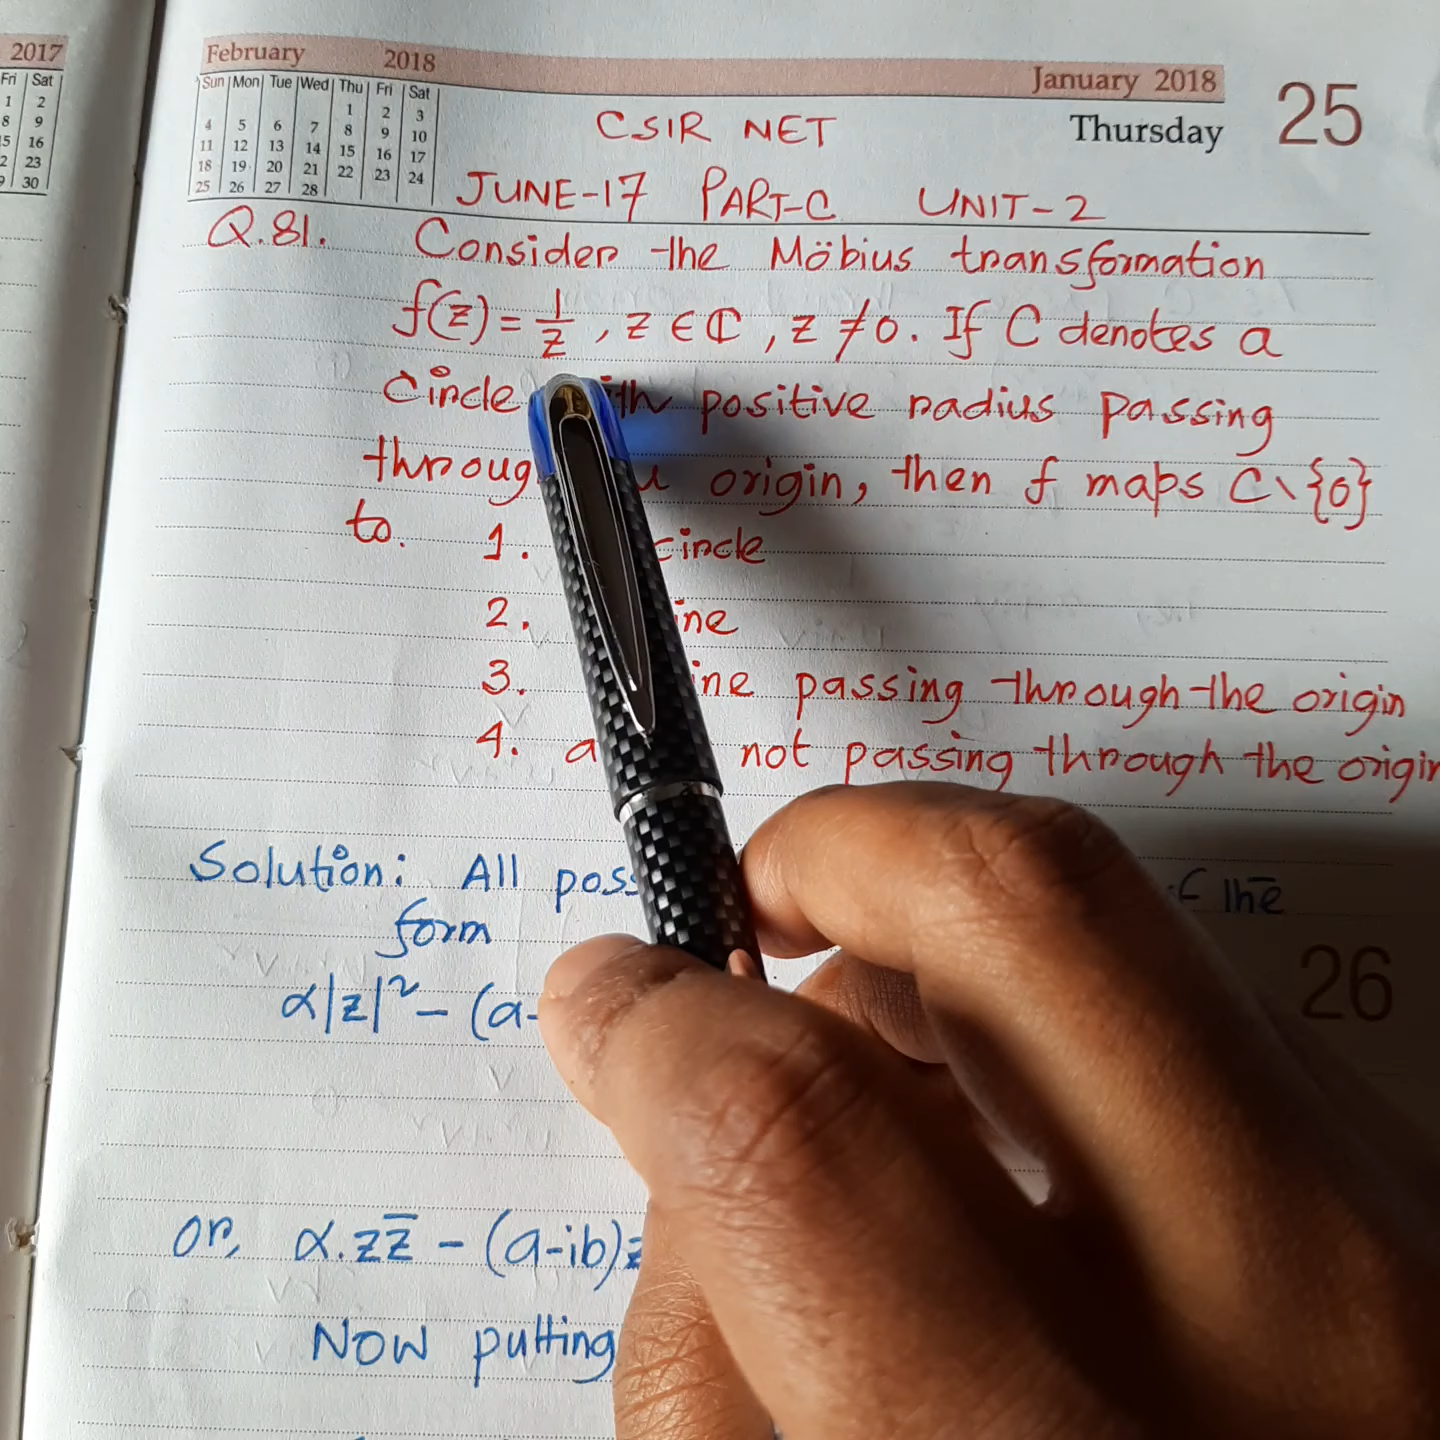 2017
Fri Sat
1 2
8 9
15 16
2 23
9 30
February 2018
Sun Mon Tue Wed Thu Fri Sat
1 2 3
4 5 6 7 8 9 10
11 12 13 14 15 16 17
18 19 20 21 22 23 24
25 26 27 28
January 2018
Thursday 25
CSIR NET
JUNE-17 PART-C UNIT-2
Q.81. Consider the Möbius transformation
f(z) = 1/z, z ∈ ℂ, z ≠ 0. If C denotes a
circle positive radius passing
origin, then f maps C\{0}
to. 1. circle
2.
3. passing through the origin
4. a not passing through the origin
Solution: All
form
α|z|² - (a-
26
or, α.zz̄ - (a-ib)z
Now putting